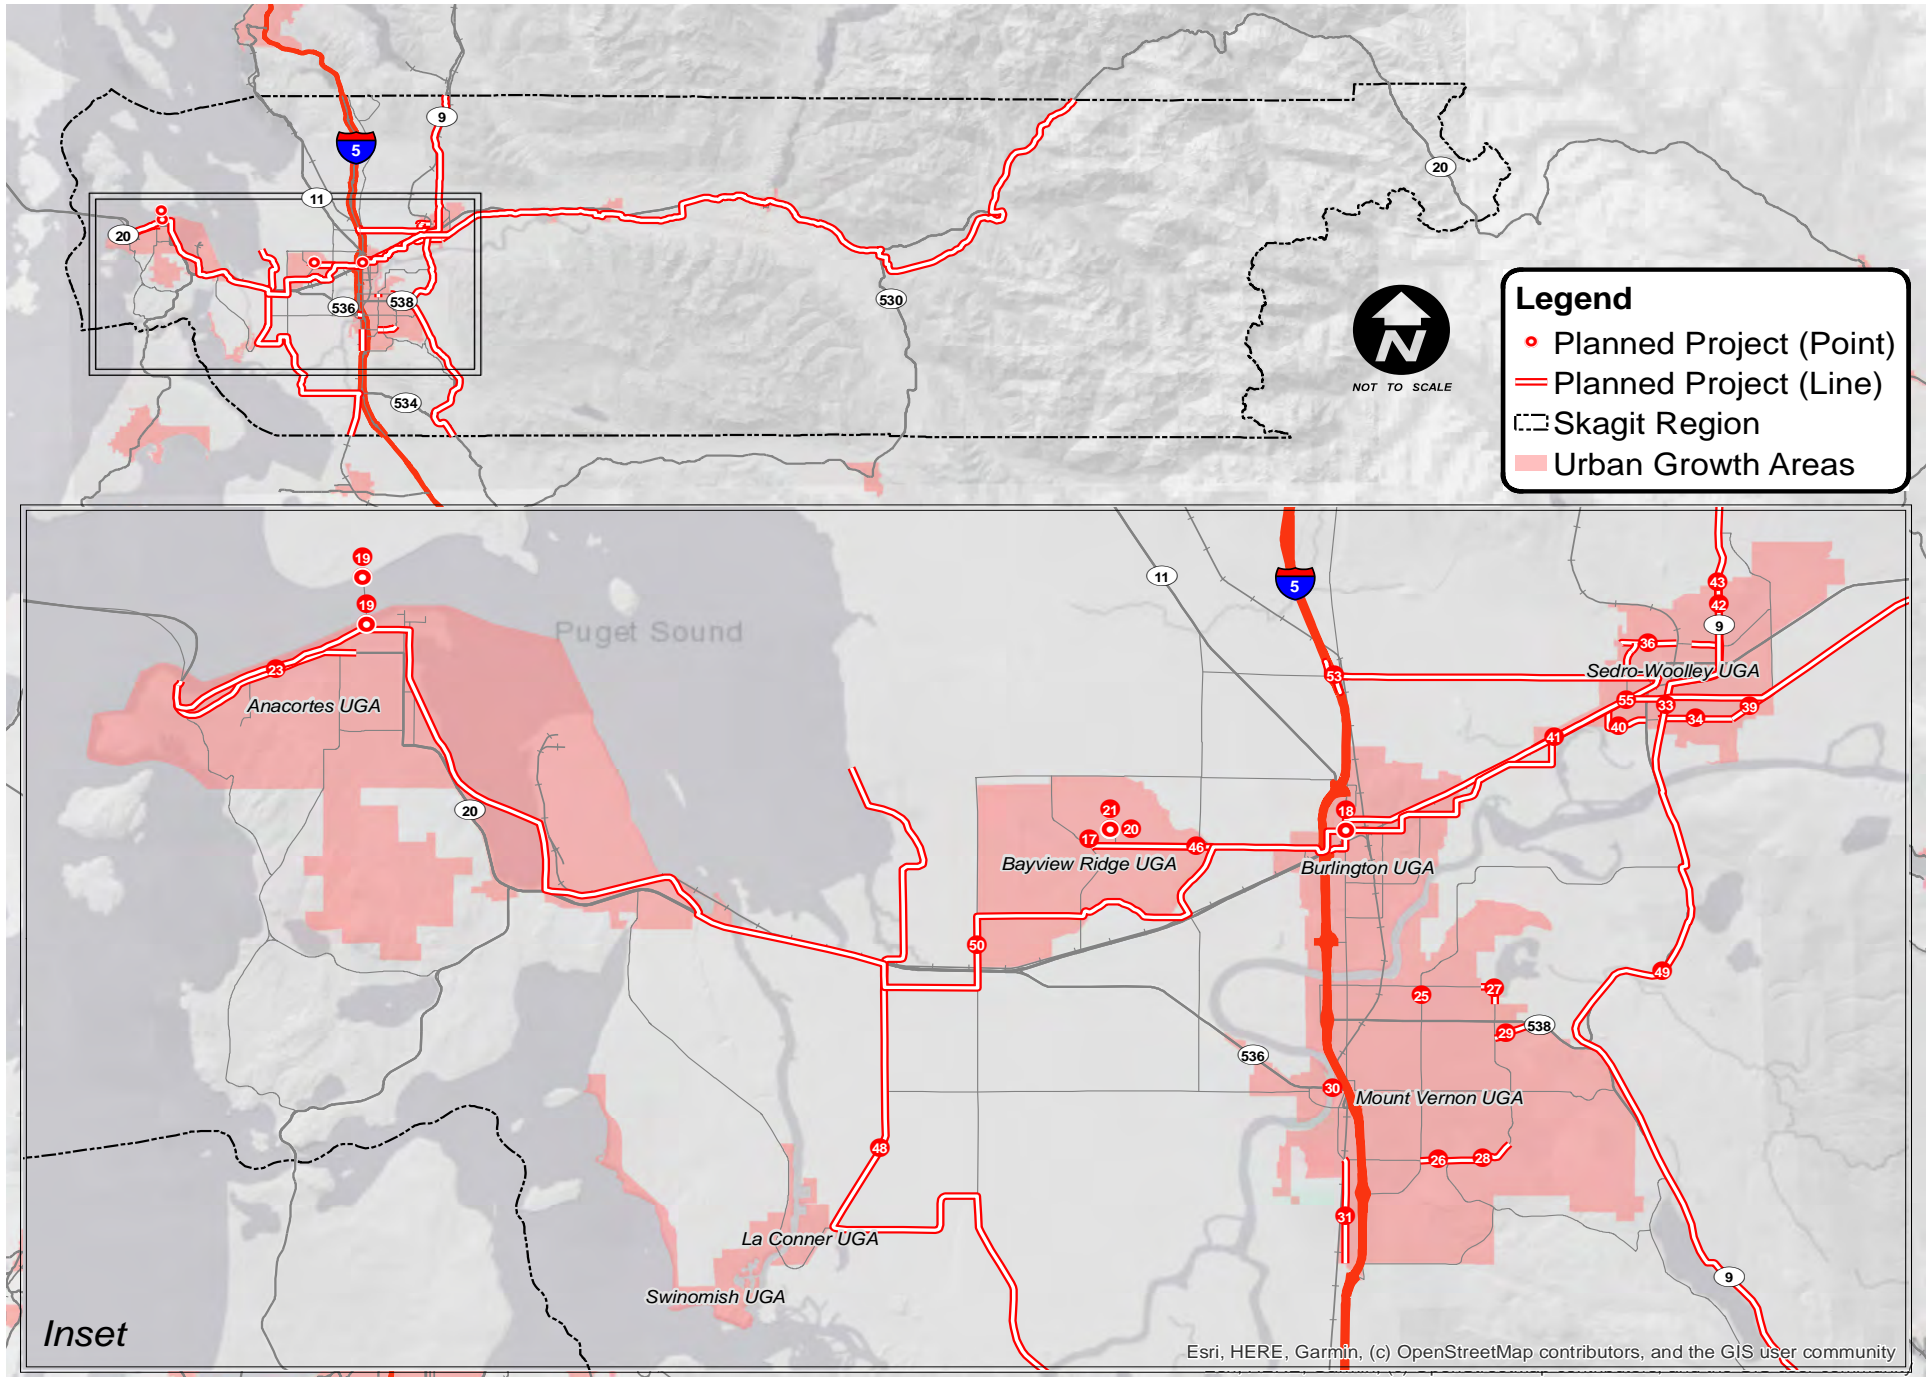 9
5
11
20
20
536
538
530
534
N
NOT TO SCALE
Legend
Planned Project (Point)
Planned Project (Line)
Skagit Region
Urban Growth Areas
19
19
23
Anacortes UGA
Puget Sound
20
11
5
53
43
42
9
36
Sedro-Woolley UGA
55
33
39
34
40
41
21
20
17
46
18
Bayview Ridge UGA
Burlington UGA
50
49
25
27
29
538
536
30
Mount Vernon UGA
48
26
28
31
La Conner UGA
9
Swinomish UGA
Inset
Esri, HERE, Garmin, (c) OpenStreetMap contributors, and the GIS user community